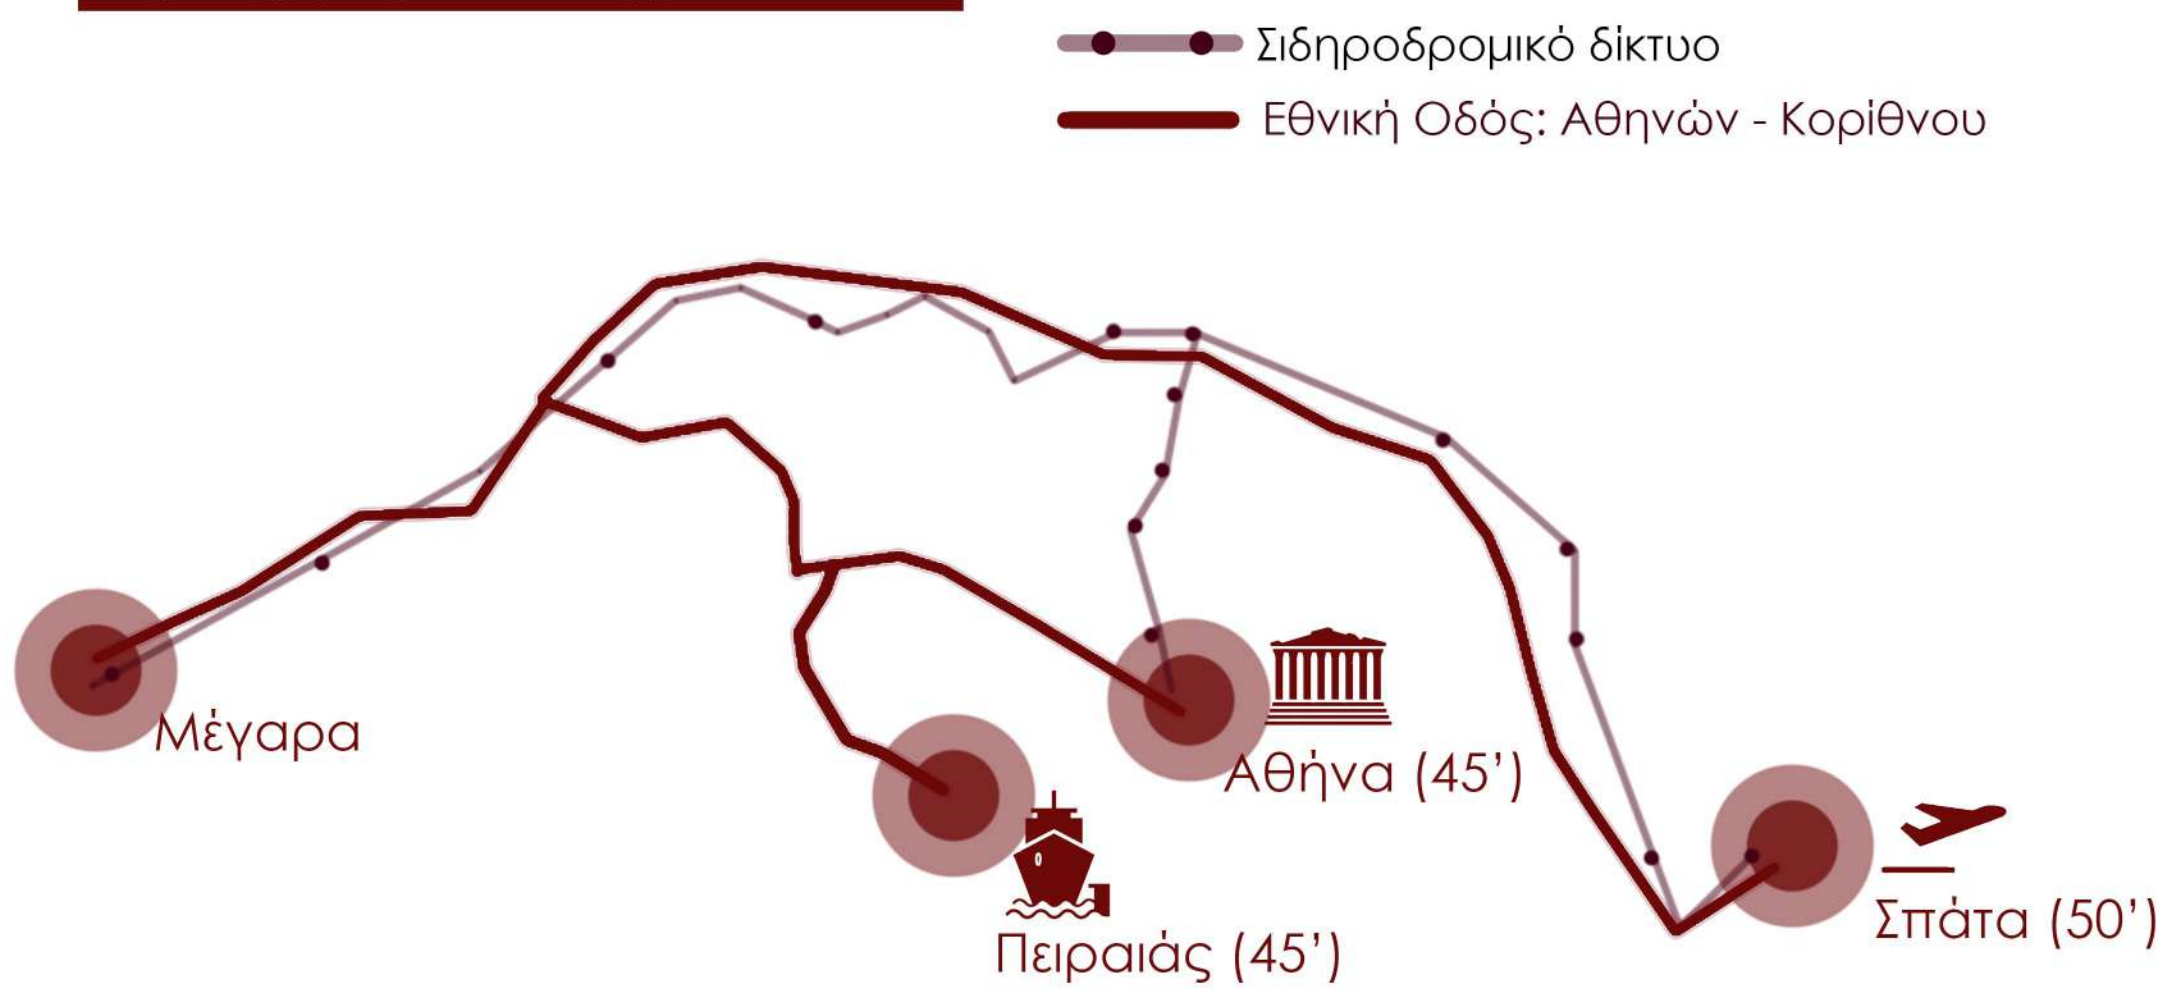 Σιδηροδρομικό δίκτυο
Εθνική Οδός: Αθηνών - Κορίθνου
Μέγαρα
Αθήνα (45’)
Πειραιάς (45’)
Σπάτα (50’)